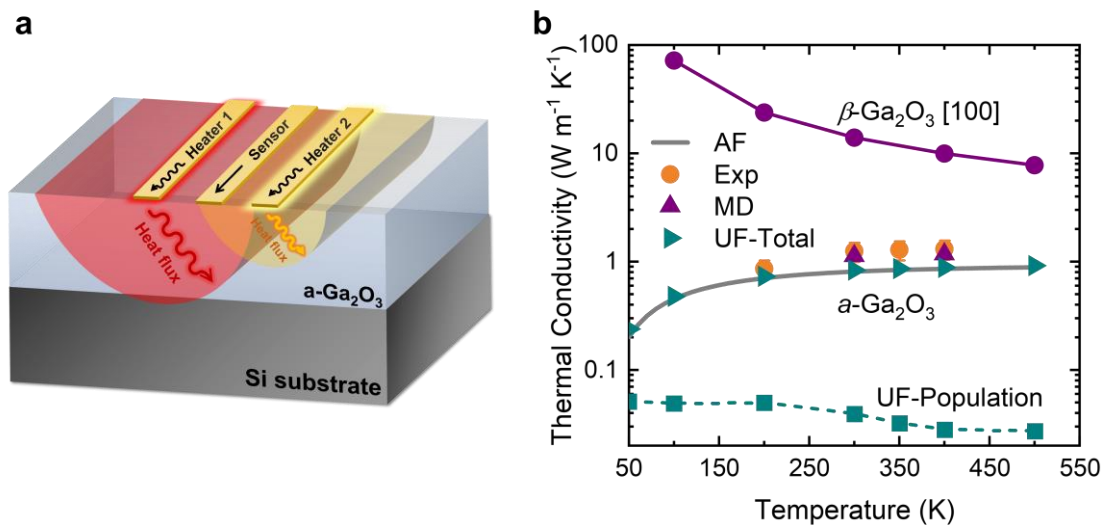 a
Heater 1
Sensor
Heater 2
Heat flux
Heat flux
a-Ga₂O₃
Si substrate
b
Thermal Conductivity (W m⁻¹ K⁻¹)
100
10
1
0.1
β-Ga₂O₃ [100]
AF
Exp
MD
UF-Total
a-Ga₂O₃
UF-Population
50 150 250 350 450 550
Temperature (K)